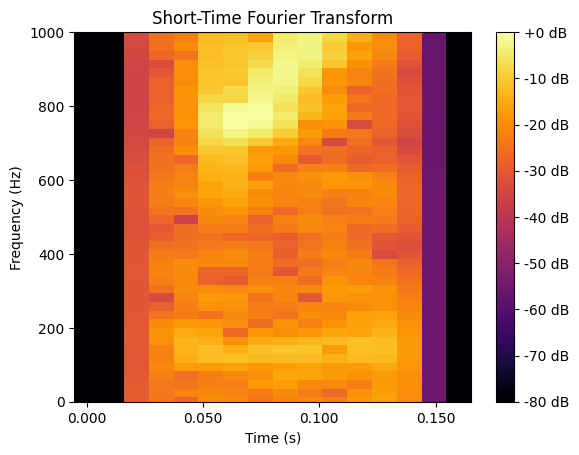 Short-Time Fourier Transform
1000
800
600
400
200
0
Frequency (Hz)
0.000
0.050
0.100
0.150
Time (s)
+0 dB
-10 dB
-20 dB
-30 dB
-40 dB
-50 dB
-60 dB
-70 dB
-80 dB